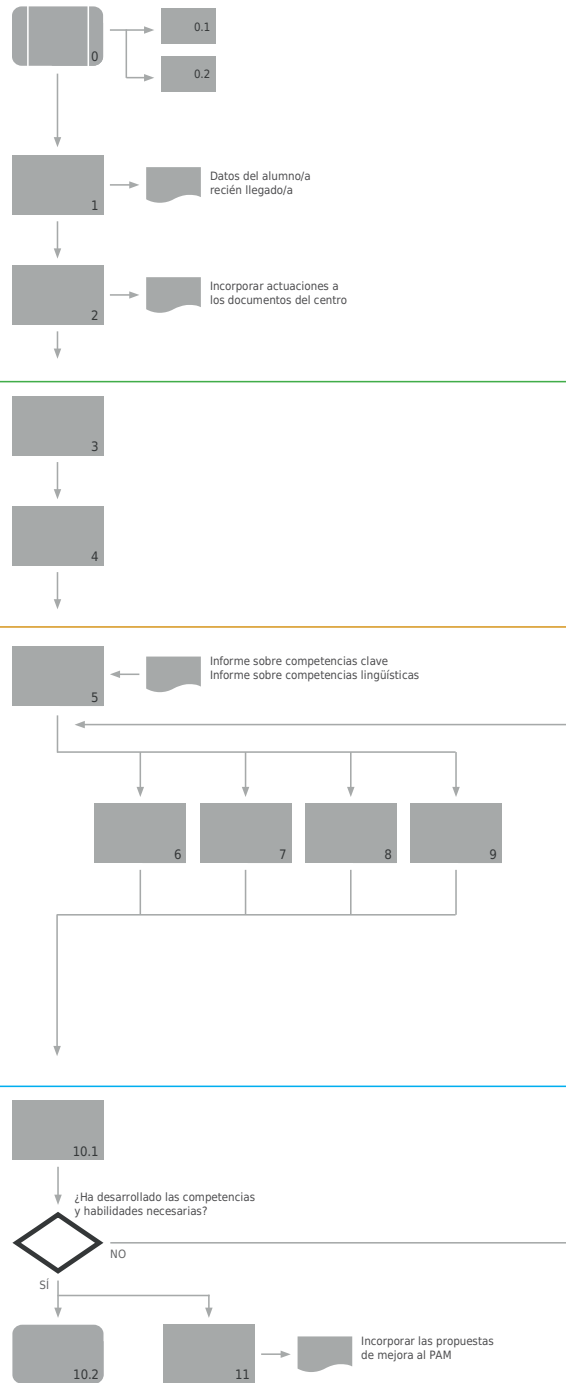 0
0.1
0.2
1
Datos del alumno/a
recién llegado/a
2
Incorporar actuaciones a
los documentos del centro
3
4
5
Informe sobre competencias clave
Informe sobre competencias lingüísticas
6
7
8
9
10.1
¿Ha desarrollado las competencias
y habilidades necesarias?
NO
SÍ
10.2
11
Incorporar las propuestas
de mejora al PAM